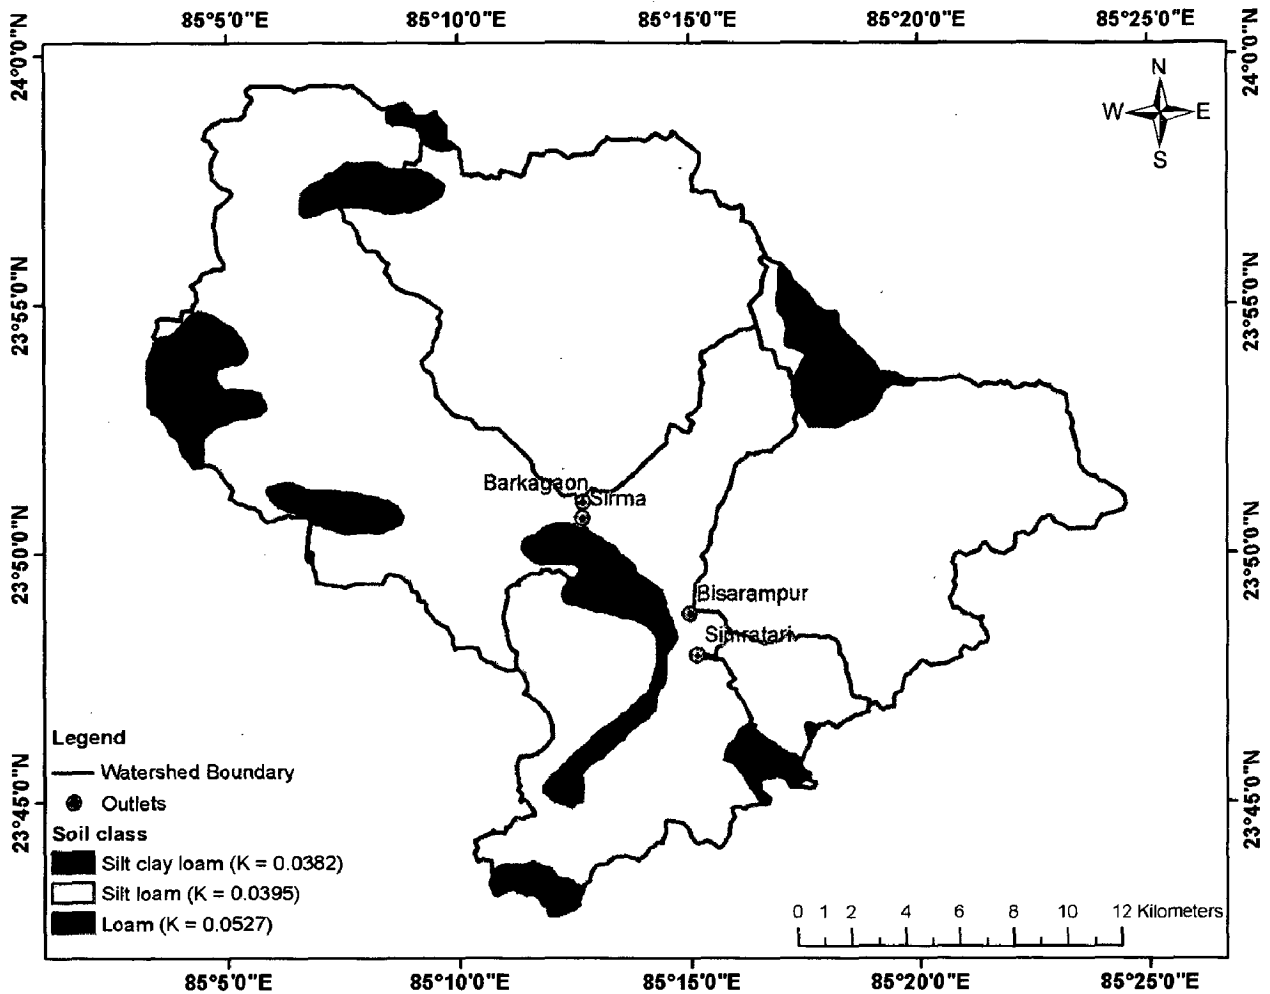 85°5'0"E 85°10'0"E 85°15'0"E 85°20'0"E 85°25'0"E
24°0'0"N
24°0'0"N
N
W E
S
23°55'0"N
23°55'0"N
Barkagaon
Sirma
23°50'0"N
23°50'0"N
Bisarampur
Simratari
Legend
Watershed Boundary
Outlets
Soil class
Silt clay loam (K = 0.0382)
Silt loam (K = 0.0395)
Loam (K = 0.0527)
23°45'0"N
23°45'0"N
0 1 2 4 6 8 10 12 Kilometers
85°5'0"E 85°10'0"E 85°15'0"E 85°20'0"E 85°25'0"E